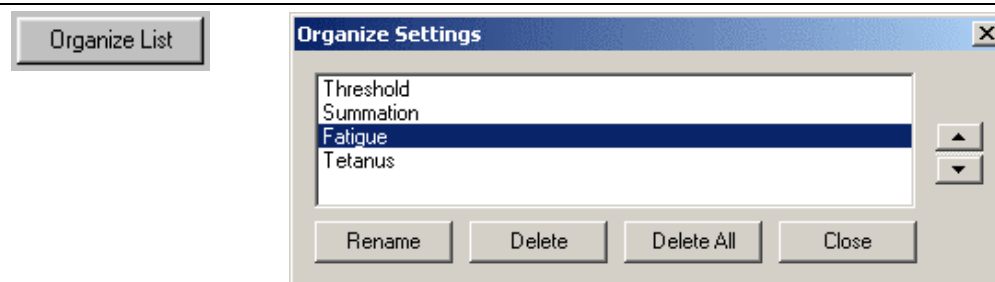 Organize List
Organize Settings
Threshold
Summation
Fatigue
Tetanus
Rename Delete Delete All Close